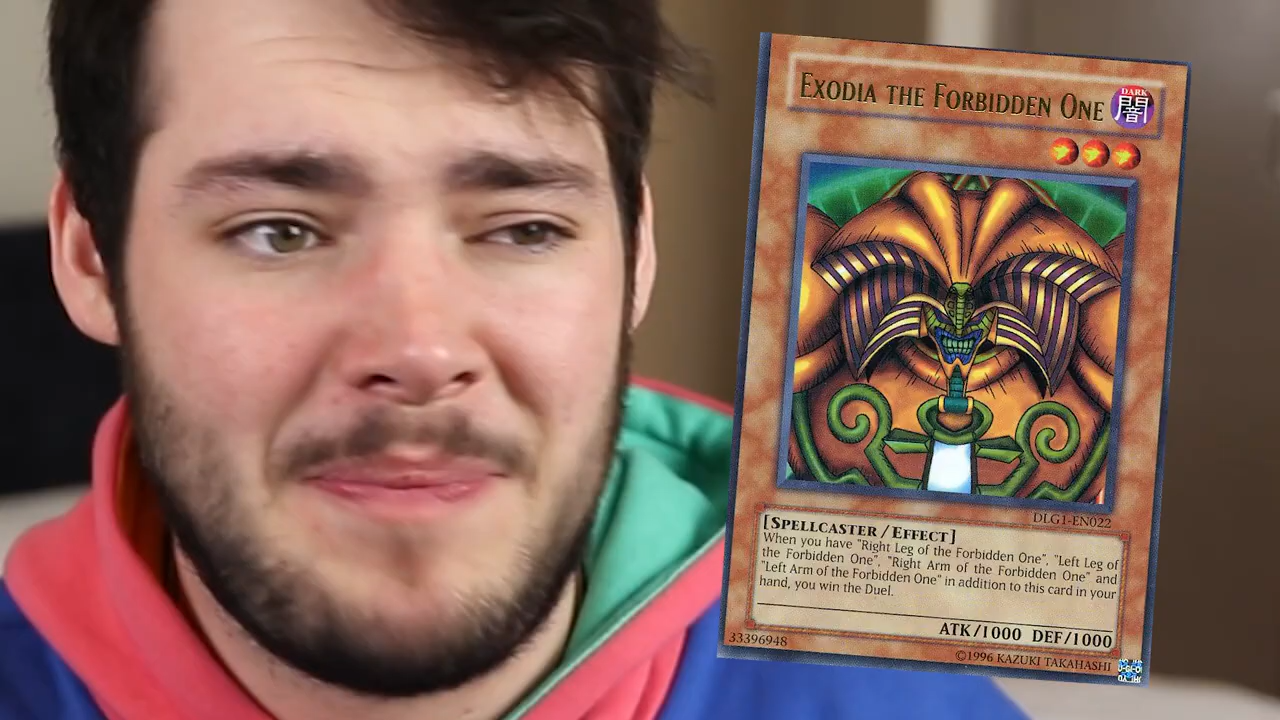 EXODIA THE FORBIDDEN ONE
DARK
闇
DLG1-EN022
[SPELLCASTER/EFFECT]
When you have "Right Leg of the Forbidden One", "Left Leg of
the Forbidden One", "Right Arm of the Forbidden One" and
"Left Arm of the Forbidden One" in addition to this card in your
hand, you win the Duel.
ATK/1000 DEF/1000
33396948
©1996 KAZUKI TAKAHASHI